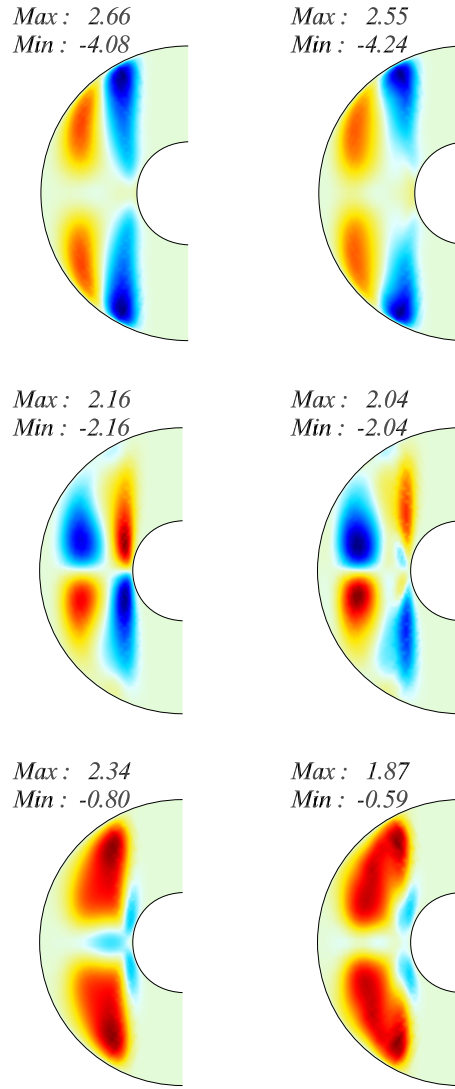 Max : 2.66
Min : -4.08
Max : 2.55
Min : -4.24
Max : 2.16
Min : -2.16
Max : 2.04
Min : -2.04
Max : 2.34
Min : -0.80
Max : 1.87
Min : -0.59